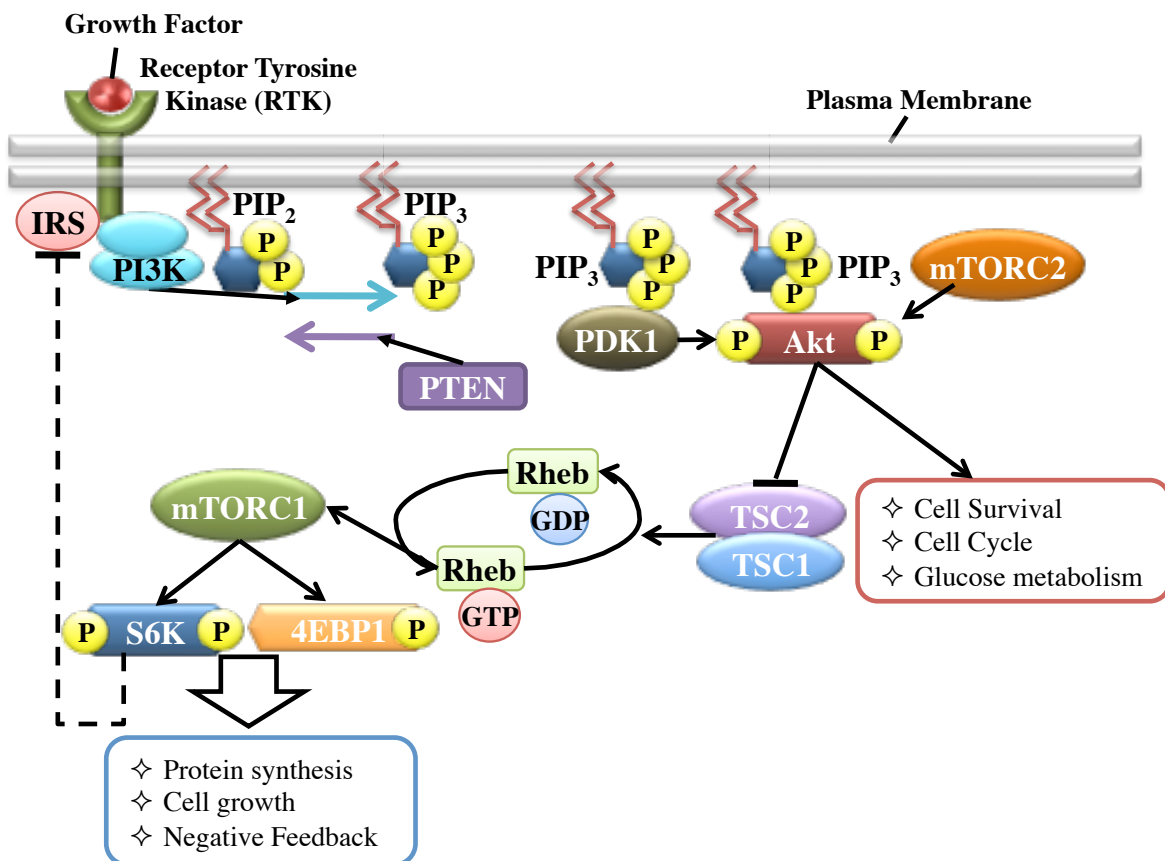 Growth Factor
Receptor Tyrosine
Kinase (RTK)
Plasma Membrane
IRS
PI3K
PIP2
P
P
PIP3
P
P
P
PIP3
P
P
P
PDK1
PIP3
P
P
P
mTORC2
P
Akt
P
PTEN
mTORC1
Rheb
GDP
Rheb
GTP
TSC2
TSC1
✧ Cell Survival
✧ Cell Cycle
✧ Glucose metabolism
P
S6K
P
4EBP1
P
✧ Protein synthesis
✧ Cell growth
✧ Negative Feedback